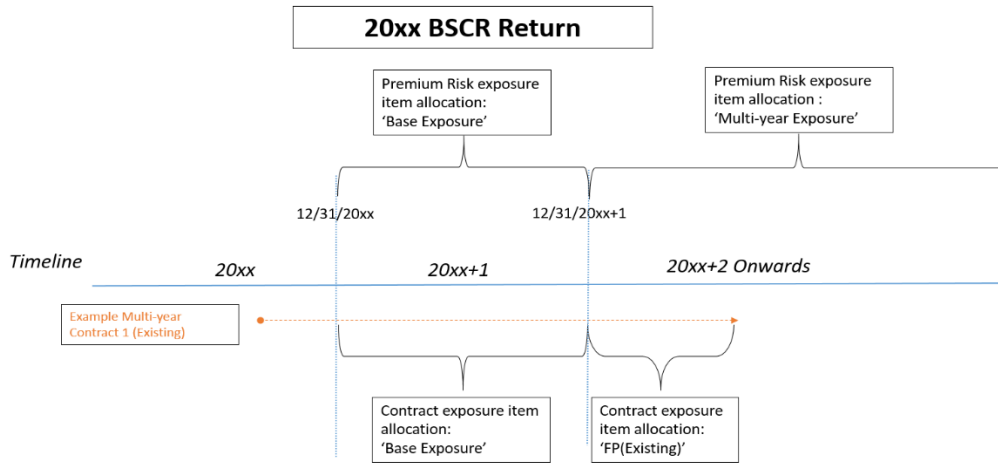 20xx BSCR Return
Premium Risk exposure
item allocation:
‘Base Exposure’
Premium Risk exposure
item allocation :
‘Multi-year Exposure’
12/31/20xx
12/31/20xx+1
Timeline
20xx
20xx+1
20xx+2 Onwards
Example Multi-year
Contract 1 (Existing)
Contract exposure item
allocation:
‘Base Exposure’
Contract exposure
item allocation:
‘FP(Existing)’